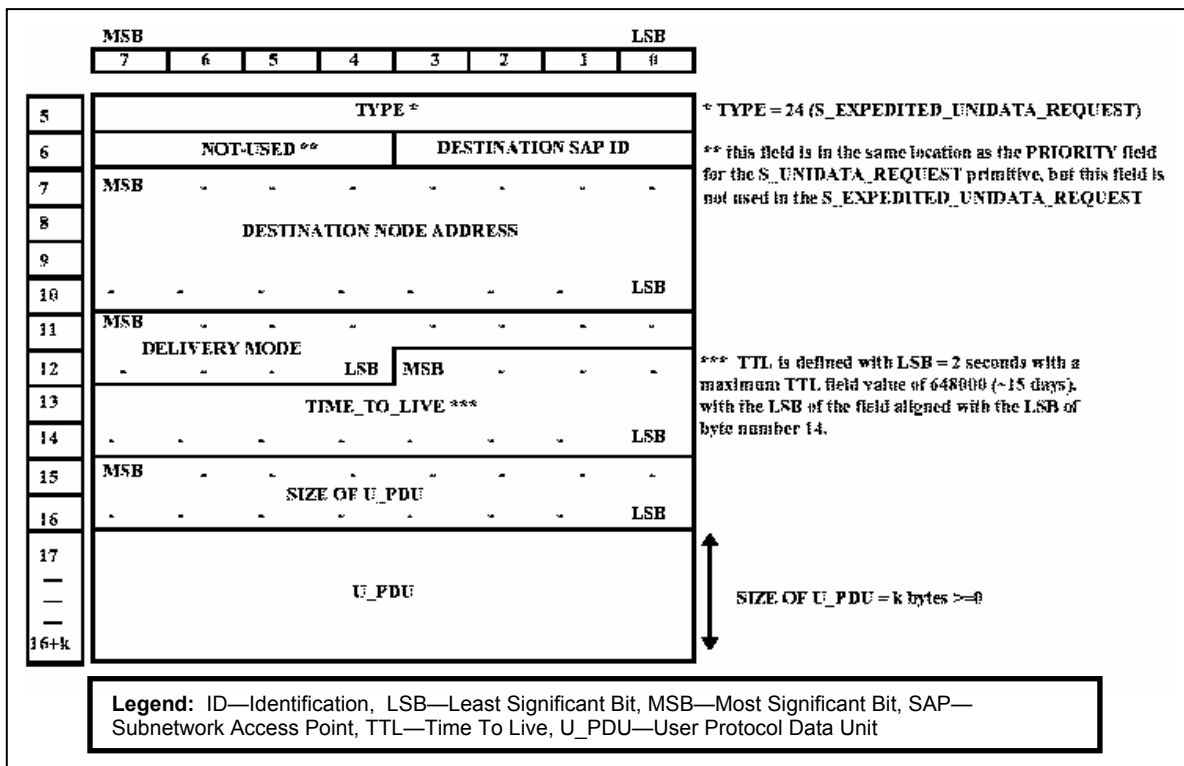 MSB LSB
7 6 5 4 3 2 1 0
5 TYPE *
* TYPE = 24 (S_EXPEDITED_UNIDATA_REQUEST)
6 NOT-USED ** DESTINATION SAP ID
** this field is in the same location as the PRIORITY field
for the S_UNIDATA_REQUEST primitive, but this field is
not used in the S_EXPEDITED_UNIDATA_REQUEST
7 MSB
8 DESTINATION NODE ADDRESS
9
10 LSB
11 MSB
DELIVERY MODE
12 LSB MSB
*** TTL is defined with LSB = 2 seconds with a
maximum TTL field value of 648000 (~15 days),
with the LSB of the field aligned with the LSB of
byte number 14.
13 TIME_TO_LIVE ***
14 LSB
15 MSB
SIZE OF U_PDU
16 LSB
17
U_PDU
SIZE OF U_PDU = k bytes >=0
16+k
Legend: ID—Identification, LSB—Least Significant Bit, MSB—Most Significant Bit, SAP—
Subnetwork Access Point, TTL—Time To Live, U_PDU—User Protocol Data Unit